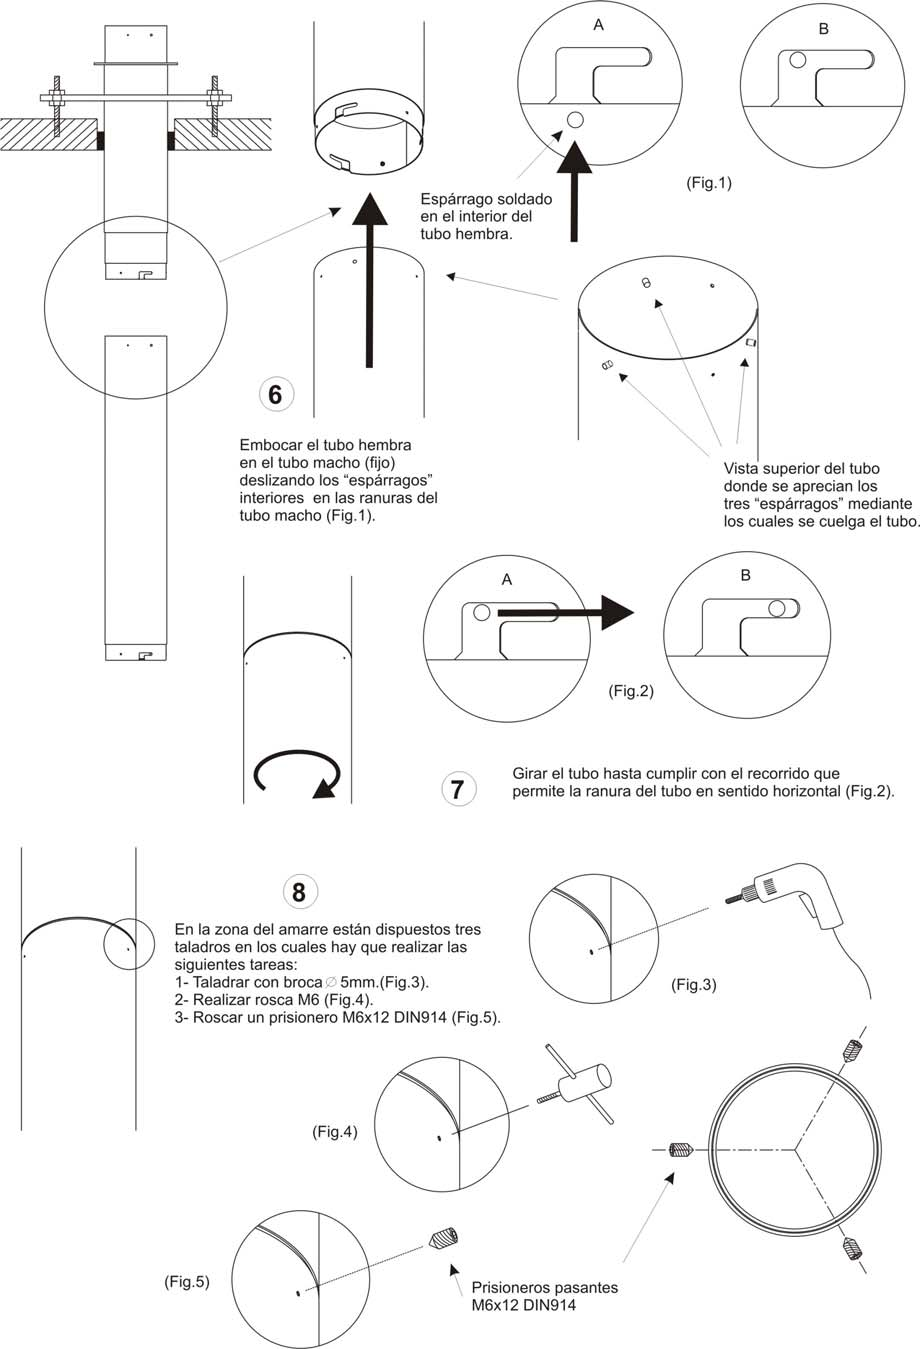 A
B
(Fig.1)
Espárrago soldado
en el interior del
tubo hembra.
6
Embocar el tubo hembra
en el tubo macho (fijo)
deslizando los “espárragos”
interiores  en las ranuras del
tubo macho (Fig.1).
Vista superior del tubo
donde se aprecian los
tres “espárragos” mediante
los cuales se cuelga el tubo.
A
B
(Fig.2)
7
Girar el tubo hasta cumplir con el recorrido que
permite la ranura del tubo en sentido horizontal (Fig.2).
8
En la zona del amarre están dispuestos tres
taladros en los cuales hay que realizar las
siguientes tareas:
1- Taladrar con broca ∅ 5mm.(Fig.3).
2- Realizar rosca M6 (Fig.4).
3- Roscar un prisionero M6x12 DIN914 (Fig.5).
(Fig.3)
(Fig.4)
(Fig.5)
Prisioneros pasantes
M6x12 DIN914